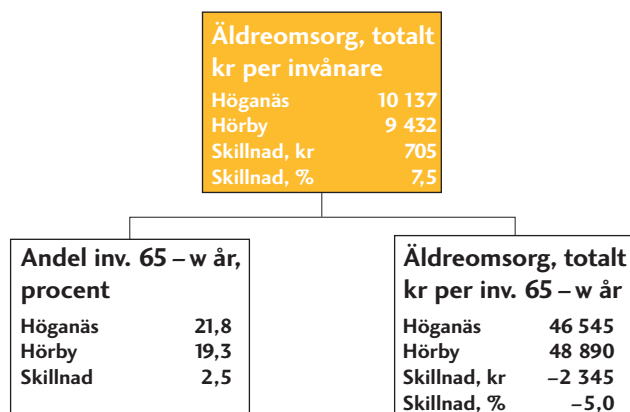 Äldreomsorg, totalt
kr per invånare
Höganäs 10 137
Hörby 9 432
Skillnad, kr 705
Skillnad, % 7,5
Andel inv. 65 – w år,
procent
Höganäs 21,8
Hörby 19,3
Skillnad 2,5
Äldreomsorg, totalt
kr per inv. 65 – w år
Höganäs 46 545
Hörby 48 890
Skillnad, kr –2 345
Skillnad, % –5,0